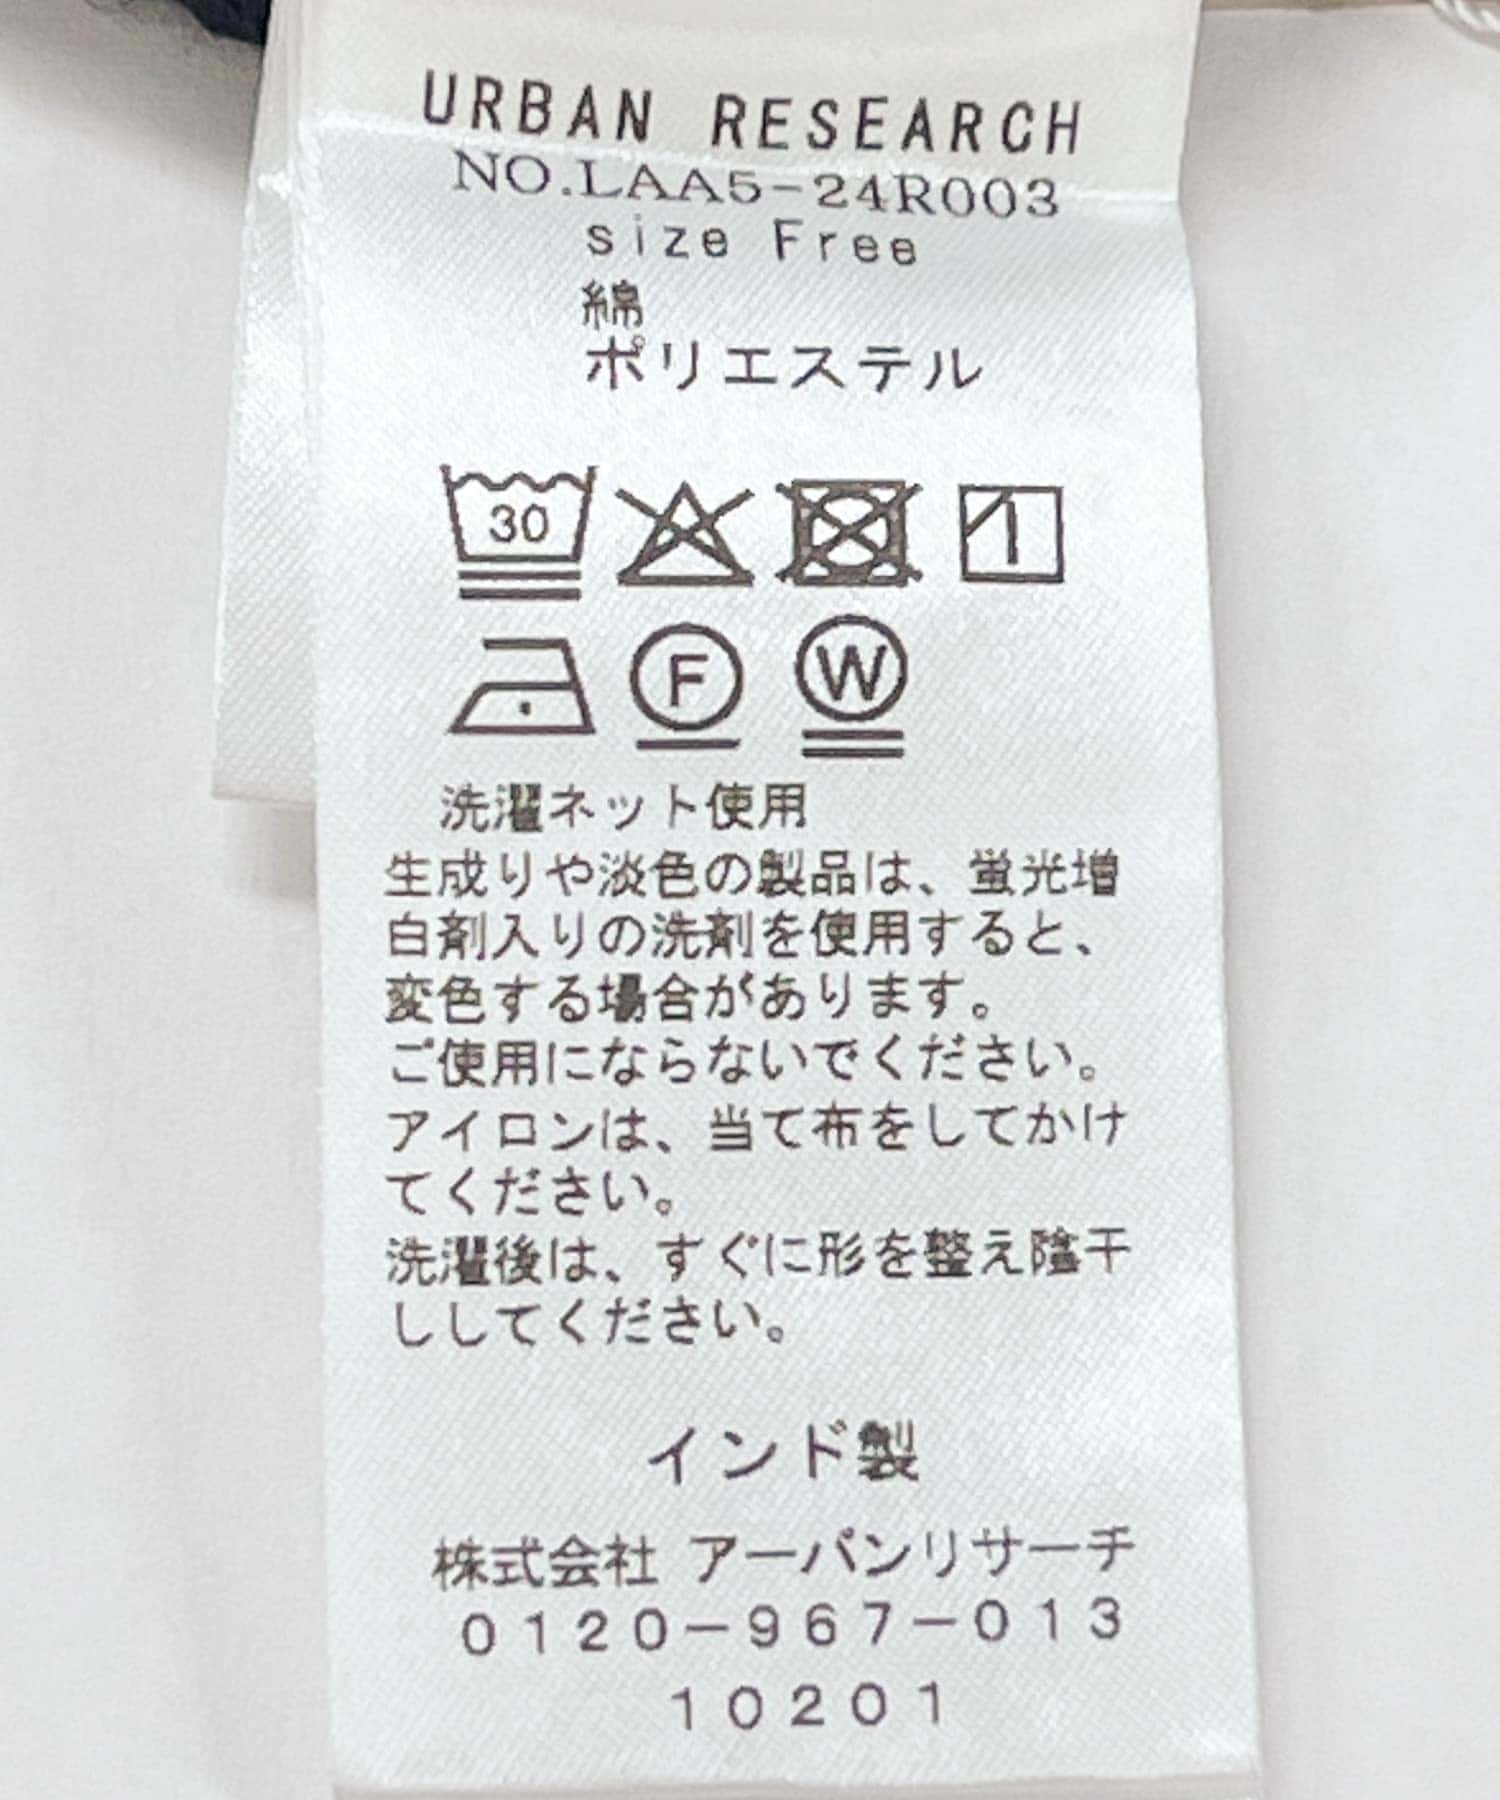 URBAN RESEARCH
NO.LAA5-24R003
size Free
綿
ポリエステル
30
F W
洗濯ネット使用
生成りや淡色の製品は、蛍光増
白剤入りの洗剤を使用すると、
変色する場合があります。
ご使用にならないでください。
アイロンは、当て布をしてかけ
てください。
洗濯後は、すぐに形を整え陰干
ししてください。
インド製
株式会社 アーバンリサーチ
0120-967-013
10201